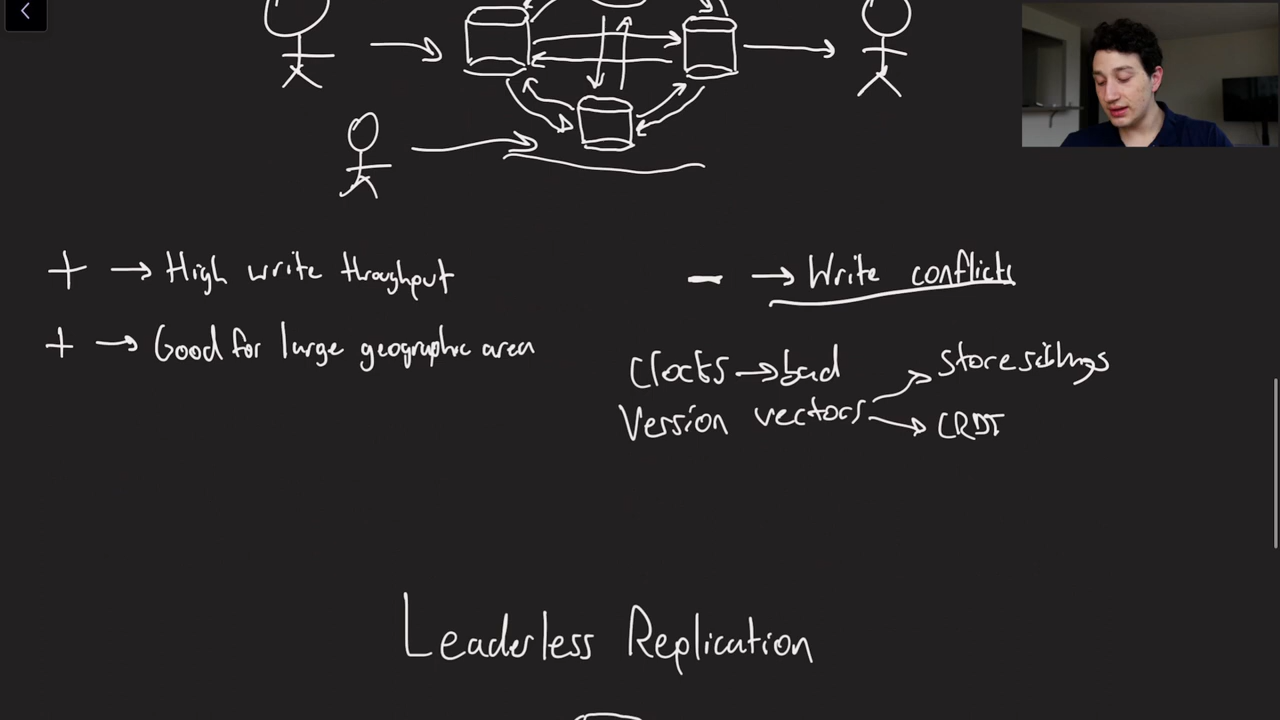 + → High write throughput
+ → Good for large geographic area
- → Write conflicts
Clocks → bad
Version vectors
→ Store siblings
→ CRDT
Leaderless Replication